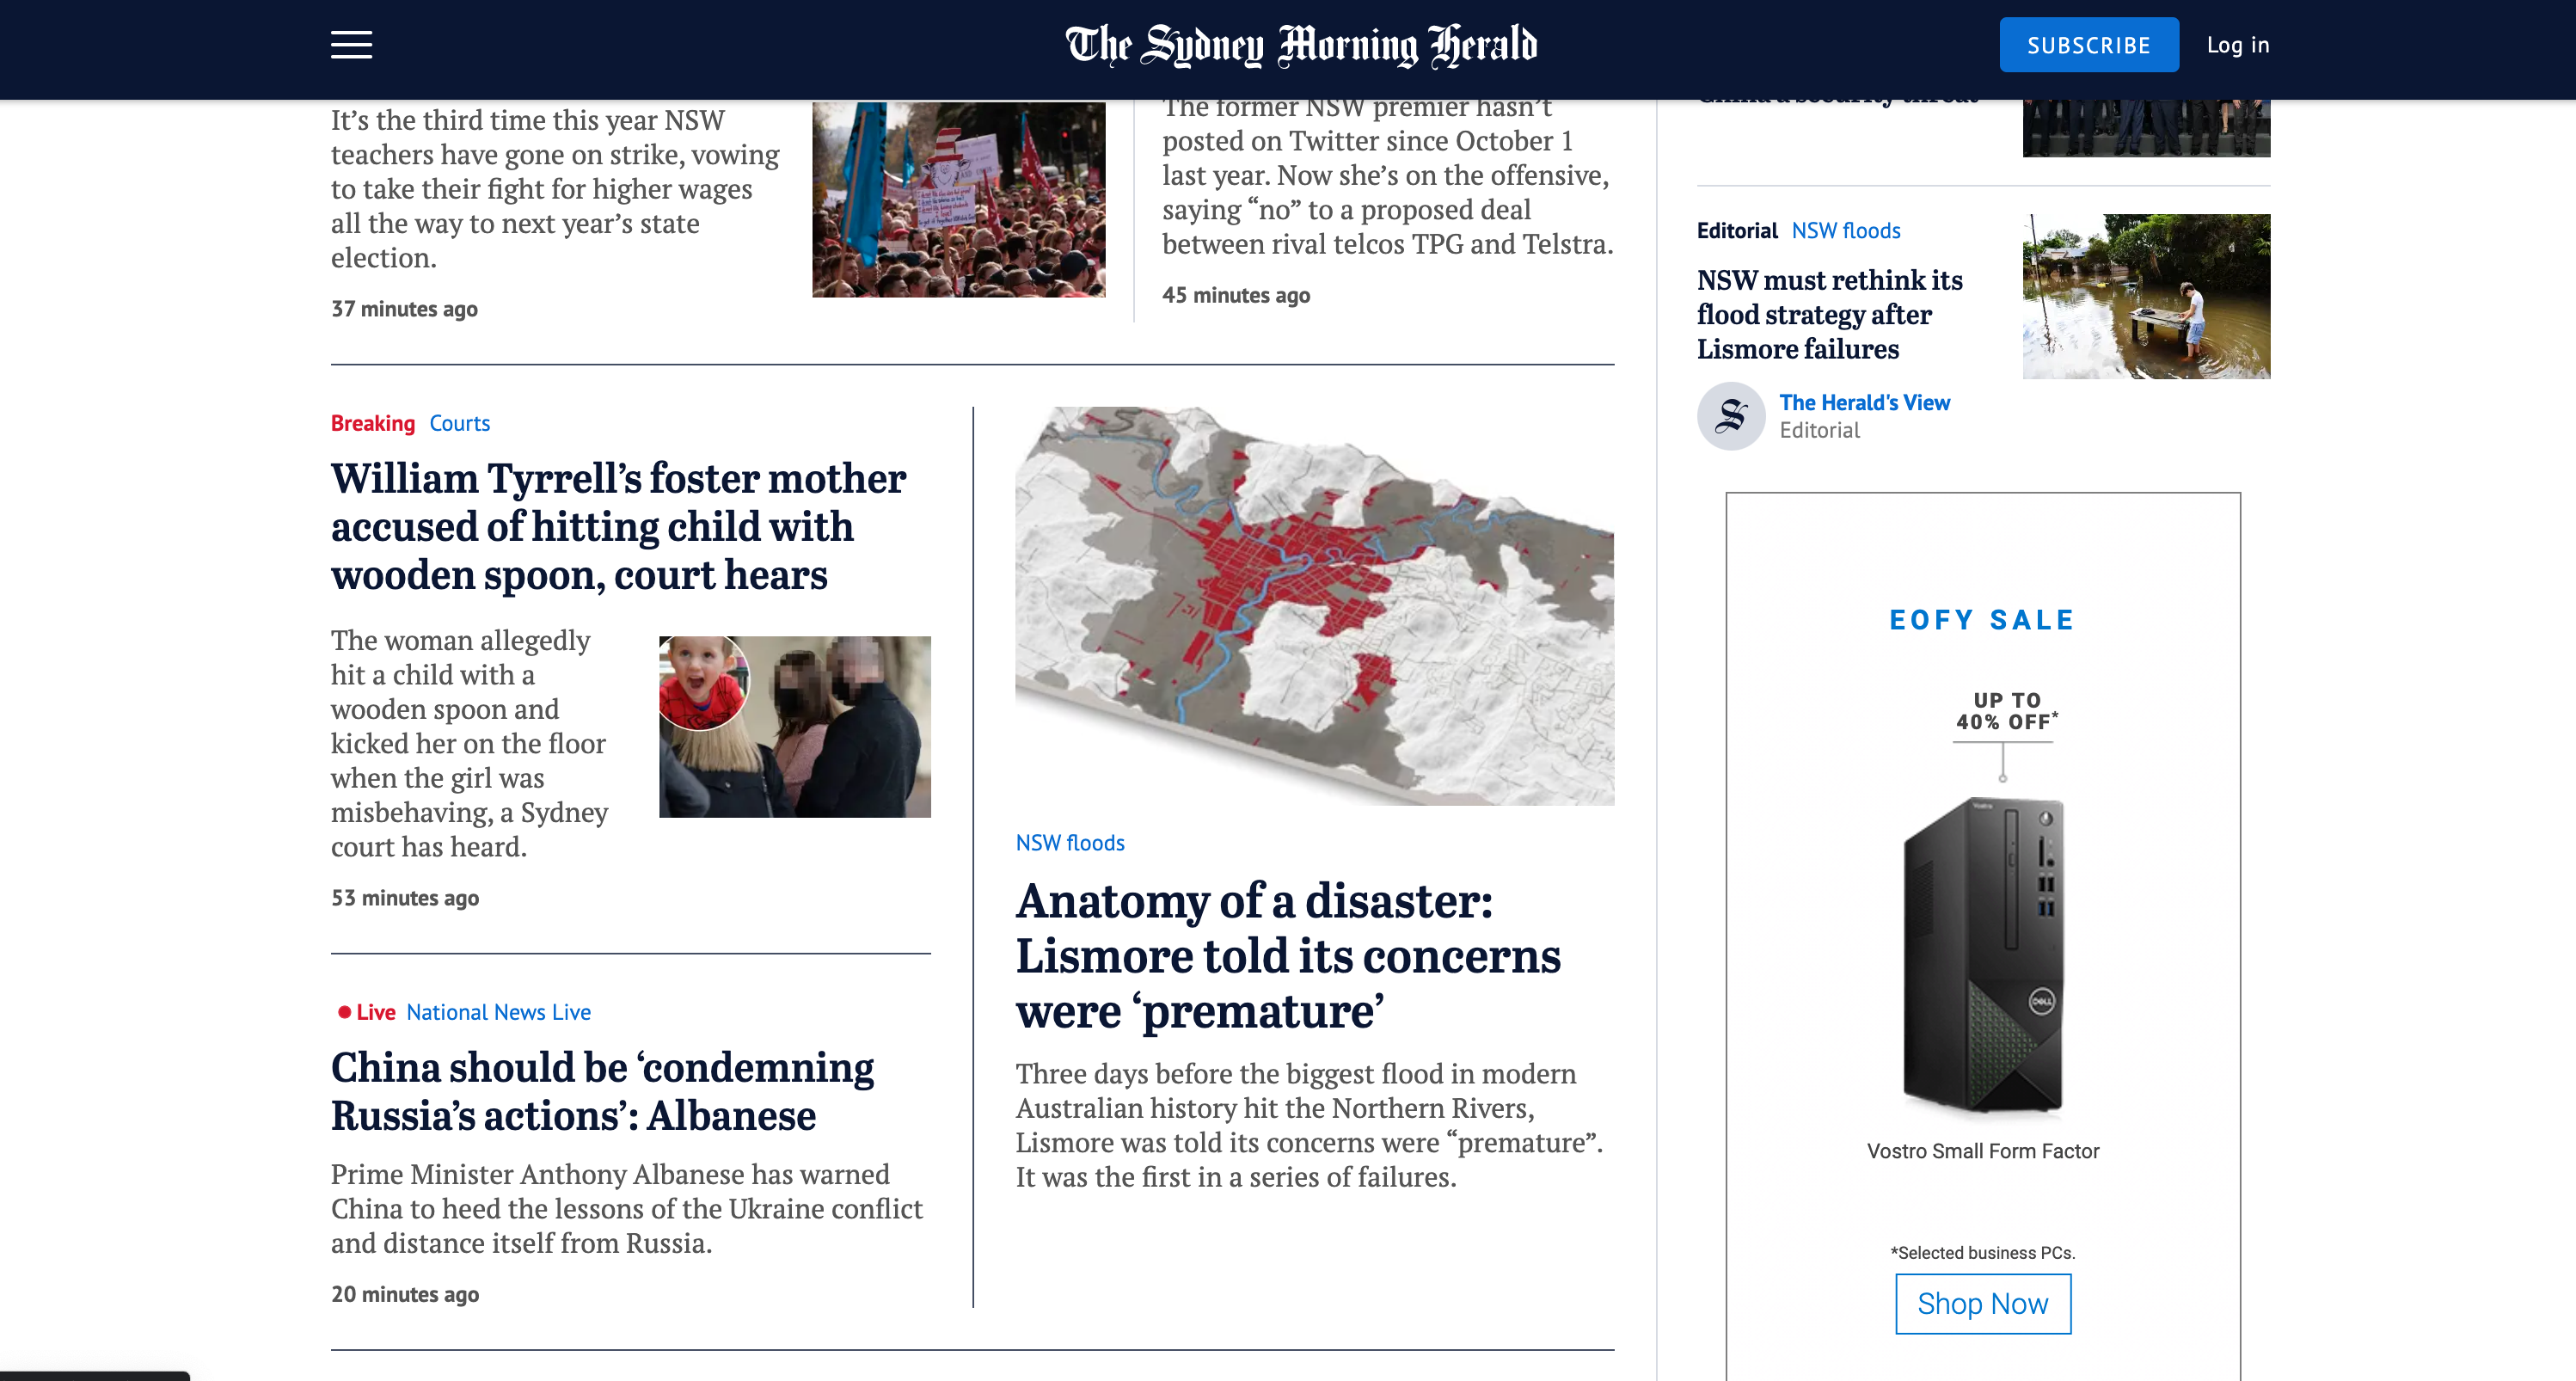 The Sydney Morning Herald
SUBSCRIBE
Log in
It’s the third time this year NSW
teachers have gone on strike, vowing
to take their fight for higher wages
all the way to next year’s state
election.
37 minutes ago
The former NSW premier hasn’t
posted on Twitter since October 1
last year. Now she’s on the offensive,
saying “no” to a proposed deal
between rival telcos TPG and Telstra.
45 minutes ago
Breaking Courts
William Tyrrell’s foster mother
accused of hitting child with
wooden spoon, court hears
The woman allegedly
hit a child with a
wooden spoon and
kicked her on the floor
when the girl was
misbehaving, a Sydney
court has heard.
53 minutes ago
Live National News Live
China should be ‘condemning
Russia’s actions’: Albanese
Prime Minister Anthony Albanese has warned
China to heed the lessons of the Ukraine conflict
and distance itself from Russia.
20 minutes ago
NSW floods
Anatomy of a disaster:
Lismore told its concerns
were ‘premature’
Three days before the biggest flood in modern
Australian history hit the Northern Rivers,
Lismore was told its concerns were “premature”.
It was the first in a series of failures.
China a security threat
Editorial NSW floods
NSW must rethink its
flood strategy after
Lismore failures
The Herald's View
Editorial
EOFY SALE
UP TO
40% OFF*
Vostro
DELL
Vostro Small Form Factor
*Selected business PCs.
Shop Now